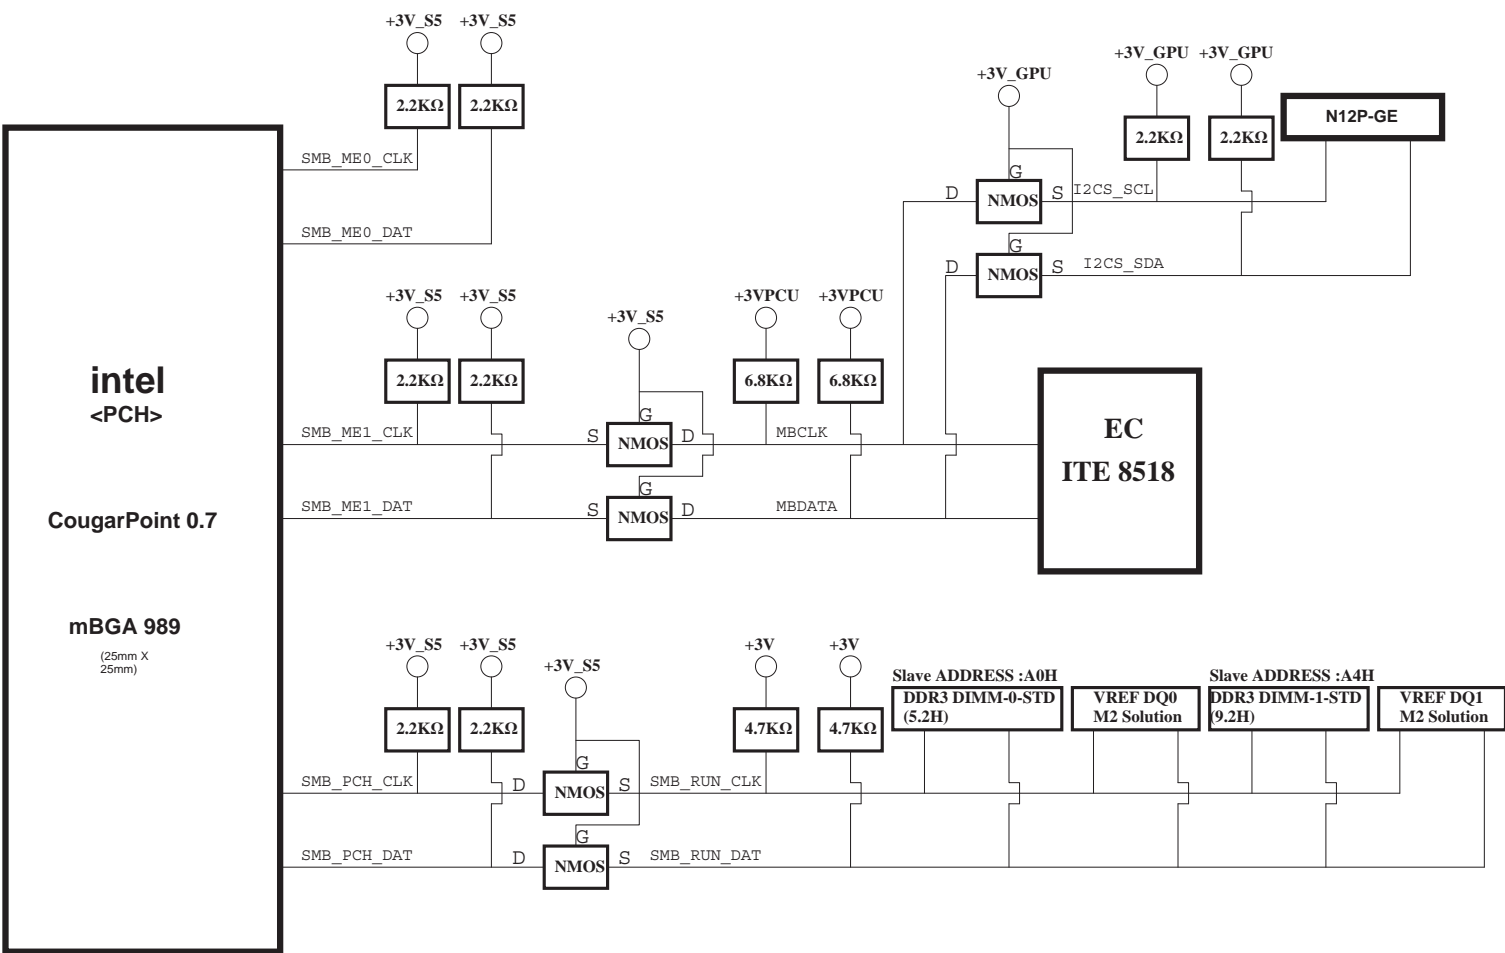 +3V_S5 +3V_S5
2.2KΩ 2.2KΩ
SMB_ME0_CLK
SMB_ME0_DAT
+3V_GPU
+3V_GPU +3V_GPU
2.2KΩ 2.2KΩ
N12P-GE
G
D NMOS S I2CS_SCL
G
D NMOS S I2CS_SDA
+3V_S5 +3V_S5
2.2KΩ 2.2KΩ
+3V_S5
+3VPCU +3VPCU
6.8KΩ 6.8KΩ
intel
<PCH>
CougarPoint 0.7
mBGA 989
(25mm X
25mm)
G
SMB_ME1_CLK S NMOS D MBCLK
G
SMB_ME1_DAT S NMOS D MBDATA
EC
ITE 8518
+3V_S5 +3V_S5
2.2KΩ 2.2KΩ
+3V_S5
+3V +3V
4.7KΩ 4.7KΩ
Slave ADDRESS :A0H
DDR3 DIMM-0-STD
(5.2H)
VREF DQ0
M2 Solution
Slave ADDRESS :A4H
DDR3 DIMM-1-STD
(9.2H)
VREF DQ1
M2 Solution
G
SMB_PCH_CLK D NMOS S SMB_RUN_CLK
G
SMB_PCH_DAT D NMOS S SMB_RUN_DAT